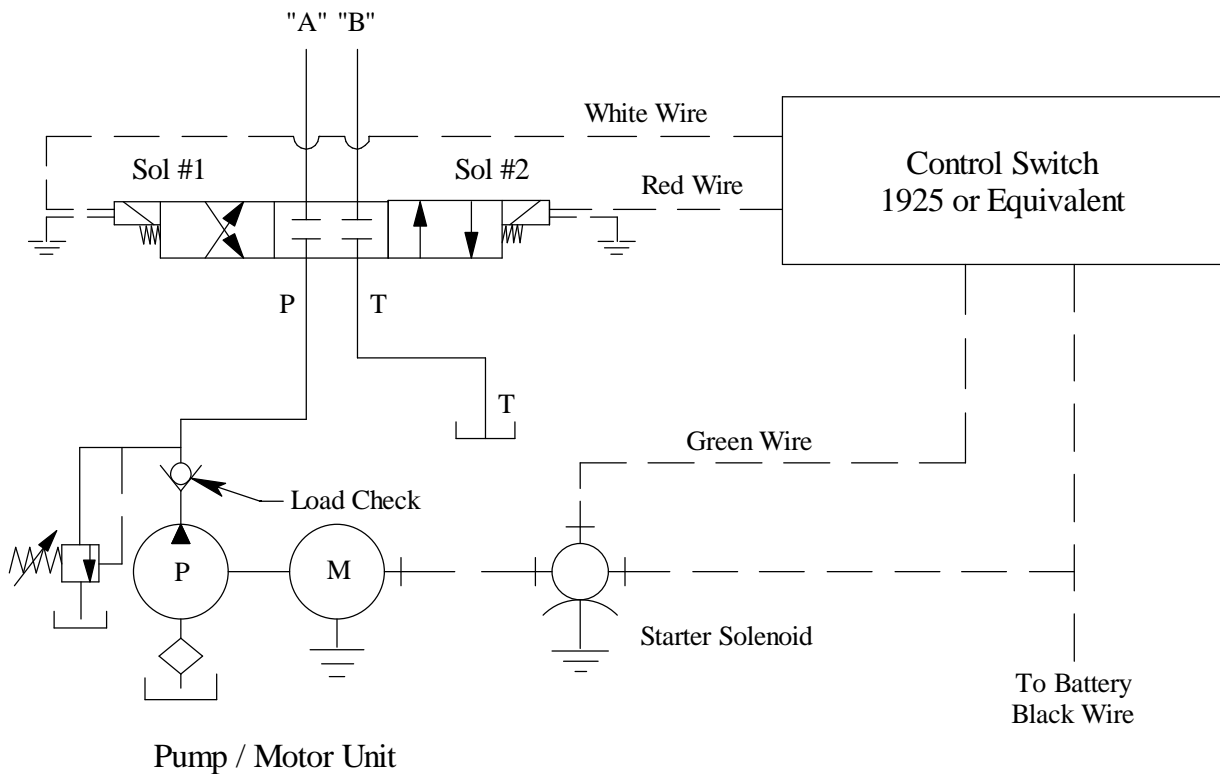 "A" "B"
White Wire
Sol #1
Sol #2
Red Wire
Control Switch
1925 or Equivalent
P
T
T
Green Wire
Load Check
P
M
Starter Solenoid
To Battery
Black Wire
Pump / Motor Unit